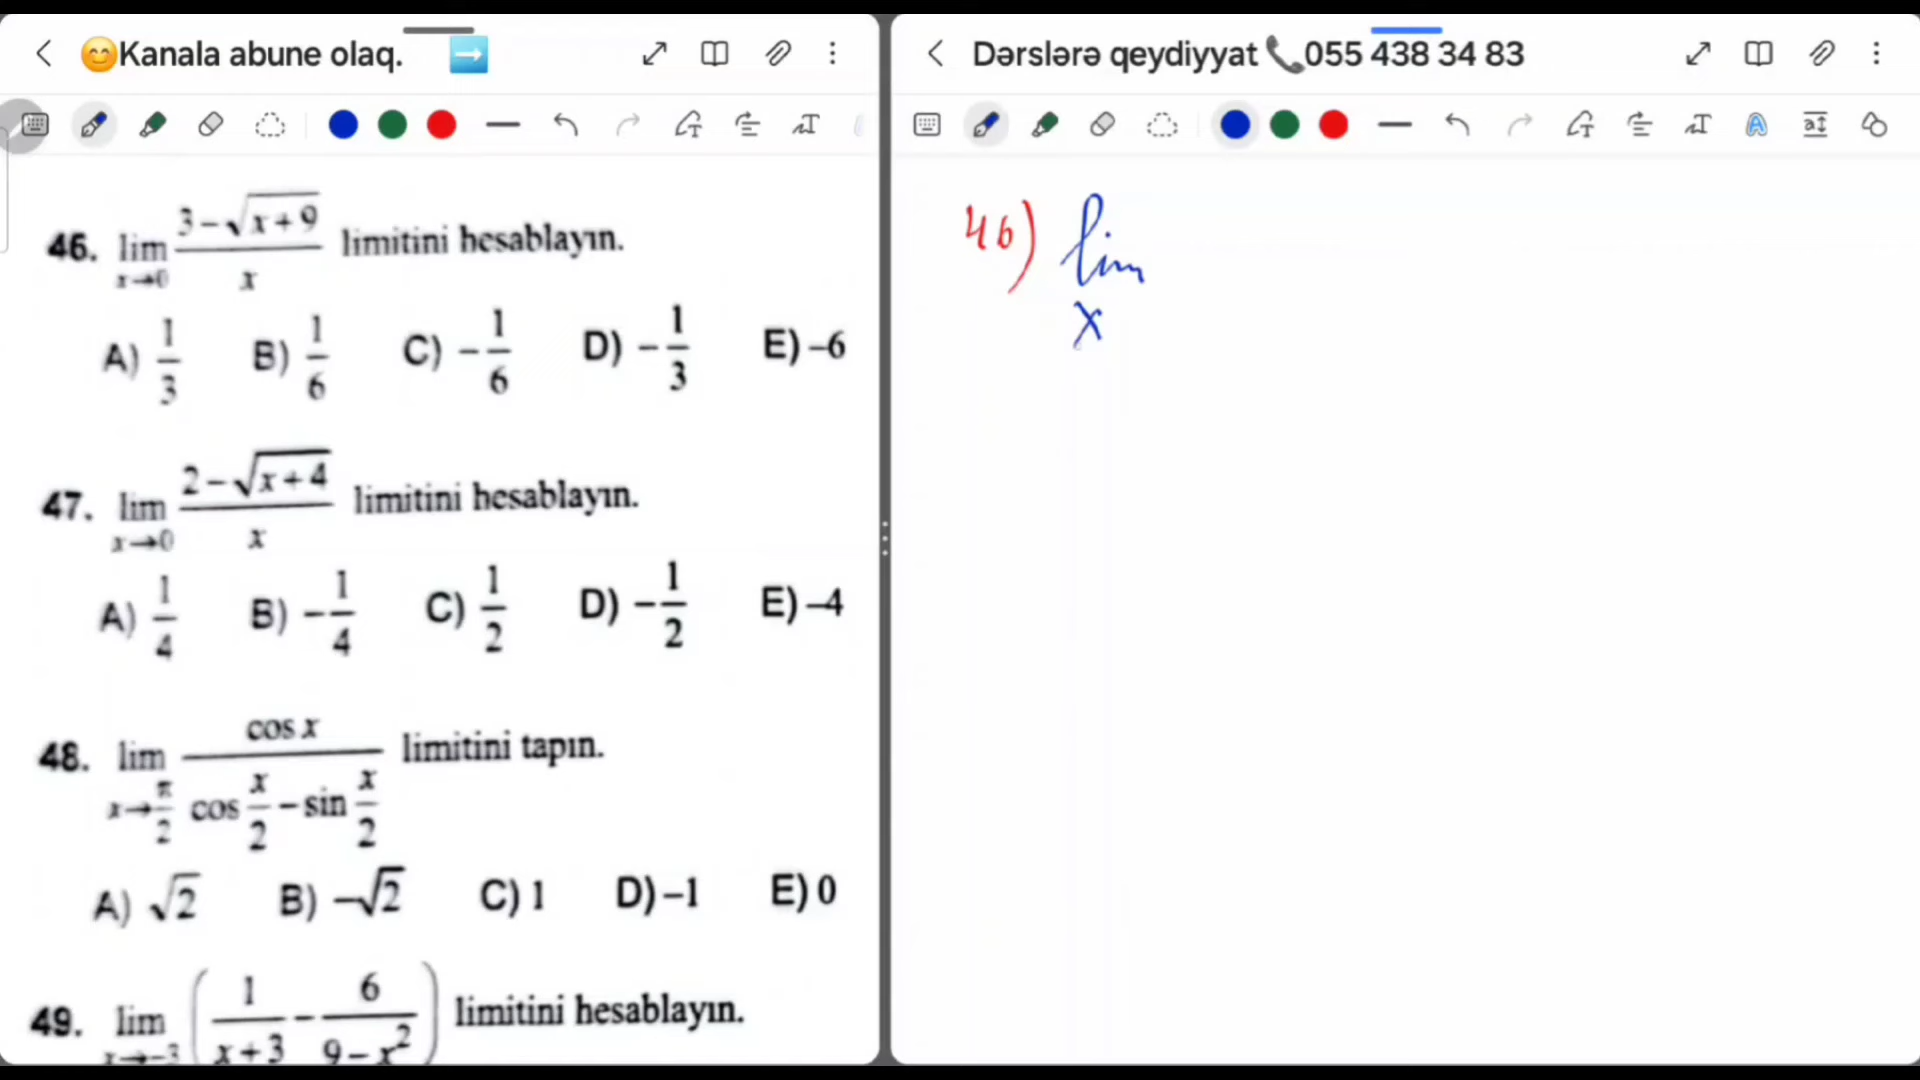 😊Kanala abune olaq. ➡️
46. lim x→0 (3−√(x+9))/x limitini hesablayın.
A) 1/3 B) 1/6 C) −1/6 D) −1/3 E) −6
47. lim x→0 (2−√(x+4))/x limitini hesablayın.
A) 1/4 B) −1/4 C) 1/2 D) −1/2 E) −4
48. lim x→π/2 cos x/(cos x/2 − sin x/2) limitini tapın.
A) √2 B) −√2 C) 1 D) −1 E) 0
49. lim x→−3 (1/(x+3) − 6/(9−x²)) limitini hesablayın.
Dərslərə qeydiyyat 📞055 438 34 83
46) lim
x